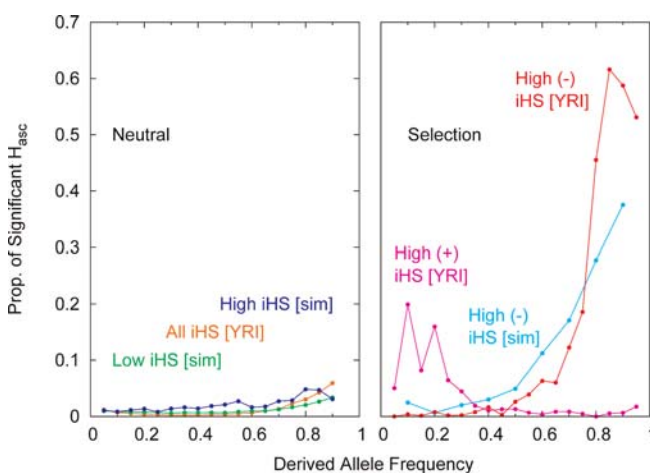 Prop. of Significant Hasc
0.7
0.6
0.5
0.4
0.3
0.2
0.1
0
Neutral
High iHS [sim]
All iHS [YRI]
Low iHS [sim]
0 0.2 0.4 0.6 0.8 1
High (-)
iHS [YRI]
Selection
High (+)
iHS [YRI]
High (-)
iHS [sim]
0 0.2 0.4 0.6 0.8 1
Derived Allele Frequency